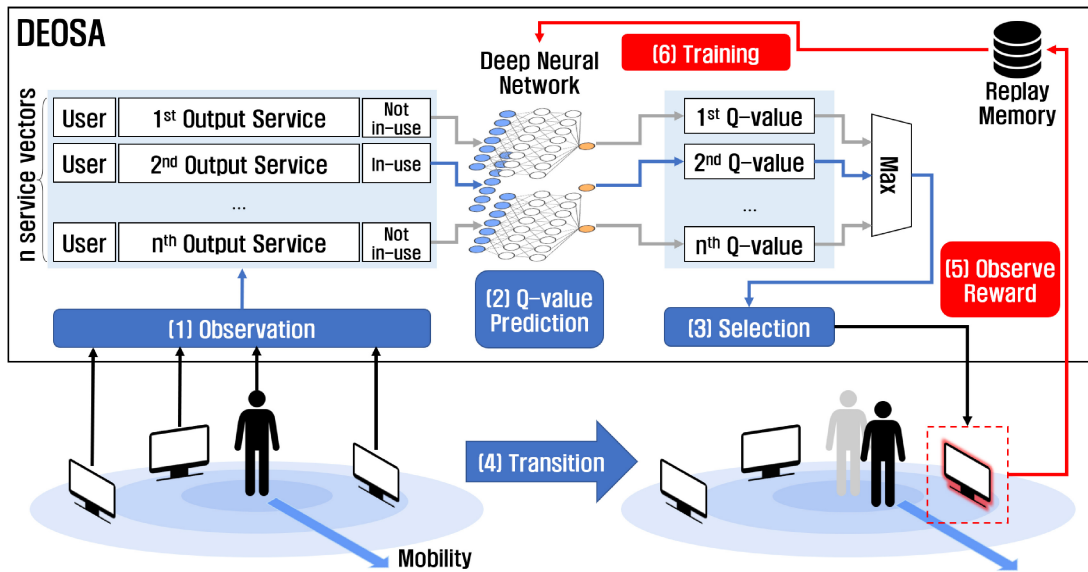 DEOSA
(6) Training
Deep Neural
Network
Replay
Memory
n service vectors
User
1st Output Service
Not
in-use
1st Q-value
User
2nd Output Service
In-use
2nd Q-value
...
...
User
nth Output Service
Not
in-use
nth Q-value
Max
(5) Observe
Reward
(1) Observation
(2) Q-value
Prediction
(3) Selection
(4) Transition
Mobility